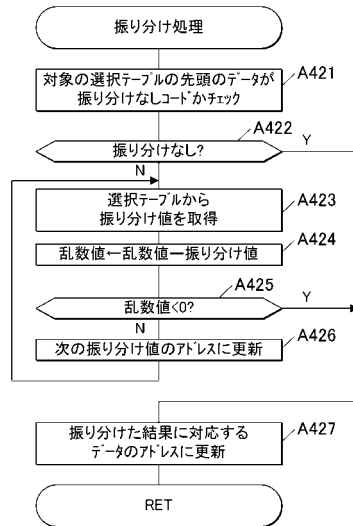 振り分け処理
対象の選択テーブルの先頭のデータが
振り分けなしコードかチェック
A421
A422
振り分けなし?
Y
N
選択テーブルから
振り分け値を取得
A423
A424
乱数値←乱数値ー振り分け値
A425
乱数値<0?
Y
N
次の振り分け値のアドレスに更新
A426
振り分けた結果に対応する
データのアドレスに更新
A427
RET